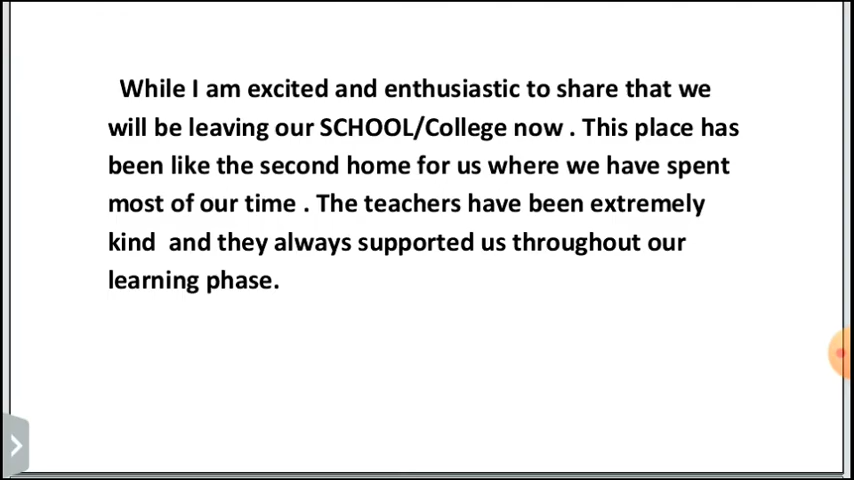 While I am excited and enthusiastic to share that we
will be leaving our SCHOOL/College now . This place has
been like the second home for us where we have spent
most of our time . The teachers have been extremely
kind  and they always supported us throughout our
learning phase.